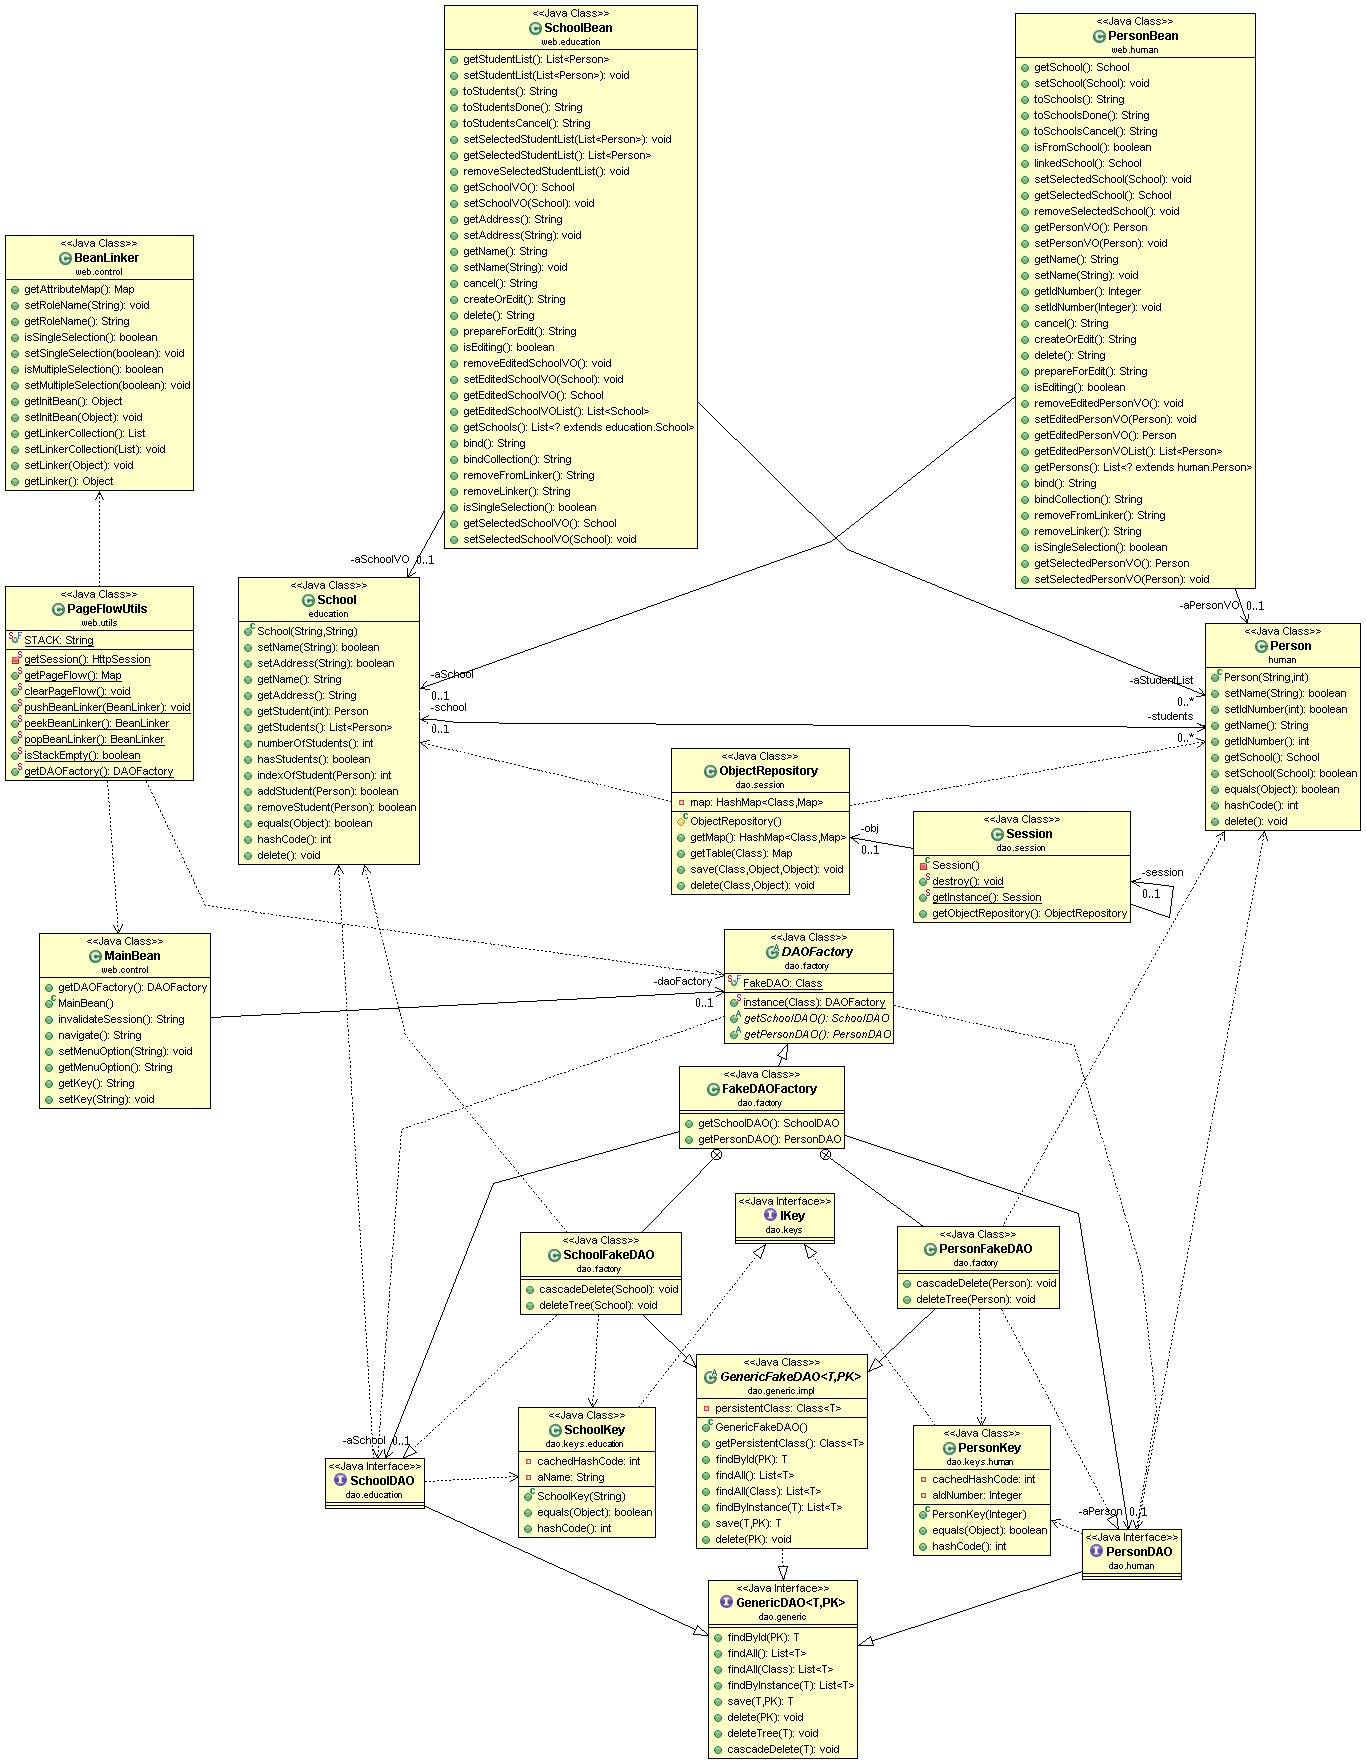 <<Java Class>>
SchoolBean
web.education
getStudentList(): List<Person>
setStudentList(List<Person>): void
toStudents(): String
toStudentsDone(): String
toStudentsCancel(): String
setSelectedStudentList(List<Person>): void
getSelectedStudentList(): List<Person>
removeSelectedStudentList(): void
getSchoolVO(): School
setSchoolVO(School): void
getAddress(): String
setAddress(String): void
getName(): String
setName(String): void
cancel(): String
createOrEdit(): String
delete(): String
prepareForEdit(): String
isEditing(): boolean
removeEditedSchoolVO(): void
setEditedSchoolVO(School): void
getEditedSchoolVO(): School
getEditedSchoolVOList(): List<School>
getSchools(): List<? extends education.School>
bind(): String
bindCollection(): String
removeFromLinker(): String
removeLinker(): String
isSingleSelection(): boolean
getSelectedSchoolVO(): School
setSelectedSchoolVO(School): void
<<Java Class>>
PersonBean
web.human
getSchool(): School
setSchool(School): void
toSchools(): String
toSchoolsDone(): String
toSchoolsCancel(): String
isFromSchool(): boolean
linkedSchool(): School
setSelectedSchool(School): void
getSelectedSchool(): School
removeSelectedSchool(): void
getPersonVO(): Person
setPersonVO(Person): void
getName(): String
setName(String): void
getIdNumber(): Integer
setIdNumber(Integer): void
cancel(): String
createOrEdit(): String
delete(): String
prepareForEdit(): String
isEditing(): boolean
removeEditedPersonVO(): void
setEditedPersonVO(Person): void
getEditedPersonVO(): Person
getEditedPersonVOList(): List<Person>
getPersons(): List<? extends human.Person>
bind(): String
bindCollection(): String
removeFromLinker(): String
removeLinker(): String
isSingleSelection(): boolean
getSelectedPersonVO(): Person
setSelectedPersonVO(Person): void
<<Java Class>>
BeanLinker
web.control
getAttributeMap(): Map
setRoleName(String): void
getRoleName(): String
isSingleSelection(): boolean
setSingleSelection(boolean): void
isMultipleSelection(): boolean
setMultipleSelection(boolean): void
getInitBean(): Object
setInitBean(Object): void
getLinkerCollection(): List
setLinkerCollection(List): void
setLinker(Object): void
getLinker(): Object
-aSchoolVO 0..1
-aPersonVO 0..1
<<Java Class>>
PageFlowUtils
web.utils
STACK: String
getSession(): HttpSession
getPageFlow(): Map
clearPageFlow(): void
pushBeanLinker(BeanLinker): void
peekBeanLinker(): BeanLinker
popBeanLinker(): BeanLinker
isStackEmpty(): boolean
getDAOFactory(): DAOFactory
<<Java Class>>
School
education
School(String,String)
setName(String): boolean
setAddress(String): boolean
getName(): String
getAddress(): String
getStudent(int): Person
getStudents(): List<Person>
numberOfStudents(): int
hasStudents(): boolean
indexOfStudent(Person): int
addStudent(Person): boolean
removeStudent(Person): boolean
equals(Object): boolean
hashCode(): int
delete(): void
-aSchool
0..1
-school
0..1
-aStudentList
0..*
-students
0..*
<<Java Class>>
Person
human
Person(String,int)
setName(String): boolean
setIdNumber(int): boolean
getName(): String
getIdNumber(): int
getSchool(): School
setSchool(School): boolean
equals(Object): boolean
hashCode(): int
delete(): void
<<Java Class>>
ObjectRepository
dao.session
map: HashMap<Class,Map>
ObjectRepository()
getMap(): HashMap<Class,Map>
getTable(Class): Map
save(Class,Object,Object): void
delete(Class,Object): void
-obj
0..1
<<Java Class>>
Session
dao.session
Session()
destroy(): void
getInstance(): Session
getObjectRepository(): ObjectRepository
-session
0..1
<<Java Class>>
MainBean
web.control
getDAOFactory(): DAOFactory
MainBean()
invalidateSession(): String
navigate(): String
setMenuOption(String): void
getMenuOption(): String
getKey(): String
setKey(String): void
-daoFactory
0..1
<<Java Class>>
DAOFactory
dao.factory
FakeDAO: Class
instance(Class): DAOFactory
getSchoolDAO(): SchoolDAO
getPersonDAO(): PersonDAO
<<Java Class>>
FakeDAOFactory
dao.factory
getSchoolDAO(): SchoolDAO
getPersonDAO(): PersonDAO
<<Java Interface>>
IKey
dao.keys
<<Java Class>>
SchoolFakeDAO
dao.factory
cascadeDelete(School): void
deleteTree(School): void
<<Java Class>>
PersonFakeDAO
dao.factory
cascadeDelete(Person): void
deleteTree(Person): void
<<Java Class>>
GenericFakeDAO<T,PK>
dao.generic.impl
persistentClass: Class<T>
GenericFakeDAO()
getPersistentClass(): Class<T>
findById(PK): T
findAll(): List<T>
findAll(Class): List<T>
findByInstance(T): List<T>
save(T,PK): T
delete(PK): void
<<Java Class>>
SchoolKey
dao.keys.education
cachedHashCode: int
aName: String
SchoolKey(String)
equals(Object): boolean
hashCode(): int
<<Java Class>>
PersonKey
dao.keys.human
cachedHashCode: int
aIdNumber: Integer
PersonKey(Integer)
equals(Object): boolean
hashCode(): int
-aSchool 0..1
<<Java Interface>>
SchoolDAO
dao.education
-aPerson 0..1
<<Java Interface>>
PersonDAO
dao.human
<<Java Interface>>
GenericDAO<T,PK>
dao.generic
findById(PK): T
findAll(): List<T>
findAll(Class): List<T>
findByInstance(T): List<T>
save(T,PK): T
delete(PK): void
deleteTree(T): void
cascadeDelete(T): void